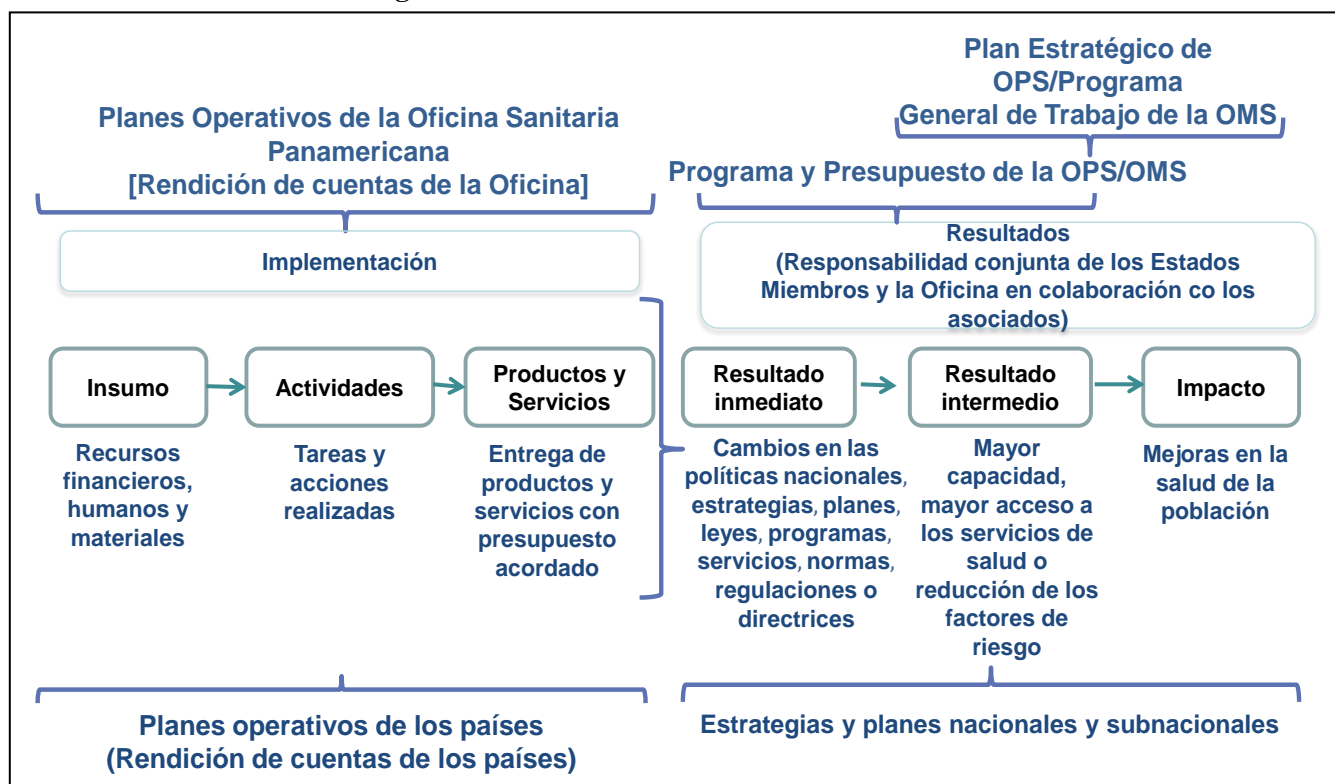 Plan Estratégico de
OPS/Programa
General de Trabajo de la OMS
Planes Operativos de la Oficina Sanitaria
Panamericana
[Rendición de cuentas de la Oficina]
Programa y Presupuesto de la OPS/OMS
Implementación
Resultados
(Responsabilidad conjunta de los Estados
Miembros y la Oficina en colaboración co los
asociados)
Insumo
Actividades
Productos y
Servicios
Resultado
inmediato
Resultado
intermedio
Impacto
Recursos
financieros,
humanos y
materiales
Tareas y
acciones
realizadas
Entrega de
productos y
servicios con
presupuesto
acordado
Cambios en las
políticas nacionales,
estrategias, planes,
leyes, programas,
servicios, normas,
regulaciones o
directrices
Mayor
capacidad,
mayor acceso a
los servicios de
salud o
reducción de los
factores de
riesgo
Mejoras en la
salud de la
población
Planes operativos de los países
(Rendición de cuentas de los países)
Estrategias y planes nacionales y subnacionales